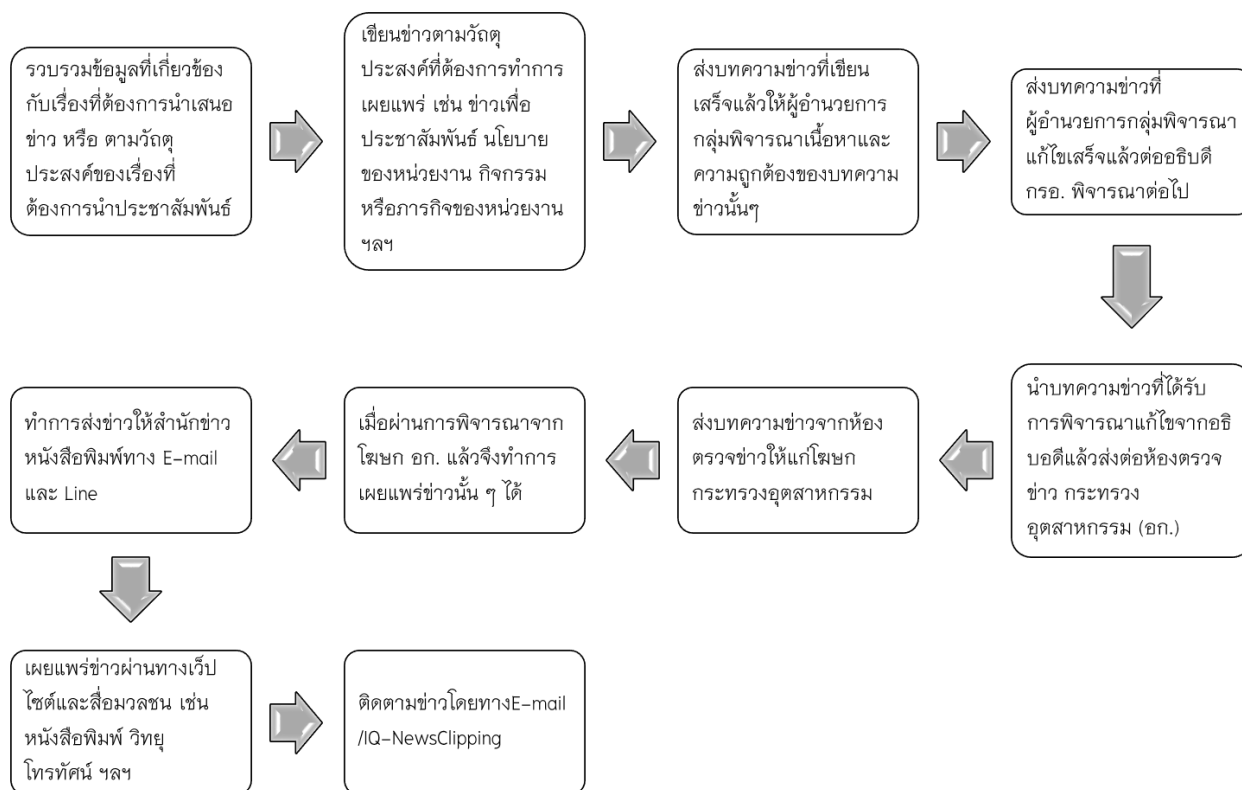 รวบรวมข้อมูลที่เกี่ยวข้อง
กับเรื่องที่ต้องการนำเสนอ
ข่าว หรือ ตามวัถตุ
ประสงค์ของเรื่องที่
ต้องการนำประชาสัมพันธ์
เขียนข่าวตามวัถตุ
ประสงค์ที่ต้องการทำการ
เผยแพร่ เช่น ข่าวเพื่อ
ประชาสัมพันธ์ นโยบาย
ของหน่วยงาน กิจกรรม
หรือภารกิจของหน่วยงาน
ฯลฯ
ส่งบทความข่าวที่เขียน
เสร็จแล้วให้ผู้อำนวยการ
กลุ่มพิจารณาเนื้อหาและ
ความถูกต้องของบทความ
ข่าวนั้นๆ
ส่งบทความข่าวที่
ผู้อำนวยการกลุ่มพิจารณา
แก้ไขเสร็จแล้วต่ออธิบดี
กรอ. พิจารณาต่อไป
นำบทความข่าวที่ได้รับ
การพิจารณาแก้ไขจากอธิ
บอดีแล้วส่งต่อห้องตรวจ
ข่าว กระทรวง
อุตสาหกรรม (อก.)
ส่งบทความข่าวจากห้อง
ตรวจข่าวให้แก่โฆษก
กระทรวงอุตสาหกรรม
เมื่อผ่านการพิจารณาจาก
โฆษก อก. แล้วจึงทำการ
เผยแพร่ข่าวนั้น ๆ ได้
ทำการส่งข่าวให้สำนักข่าว
หนังสือพิมพ์ทาง E-mail
และ Line
เผยแพร่ข่าวผ่านทางเว็ป
ไซต์และสื่อมวลชน เช่น
หนังสือพิมพ์ วิทยุ
โทรทัศน์ ฯลฯ
ติดตามข่าวโดยทางE-mail
/IQ-NewsClipping